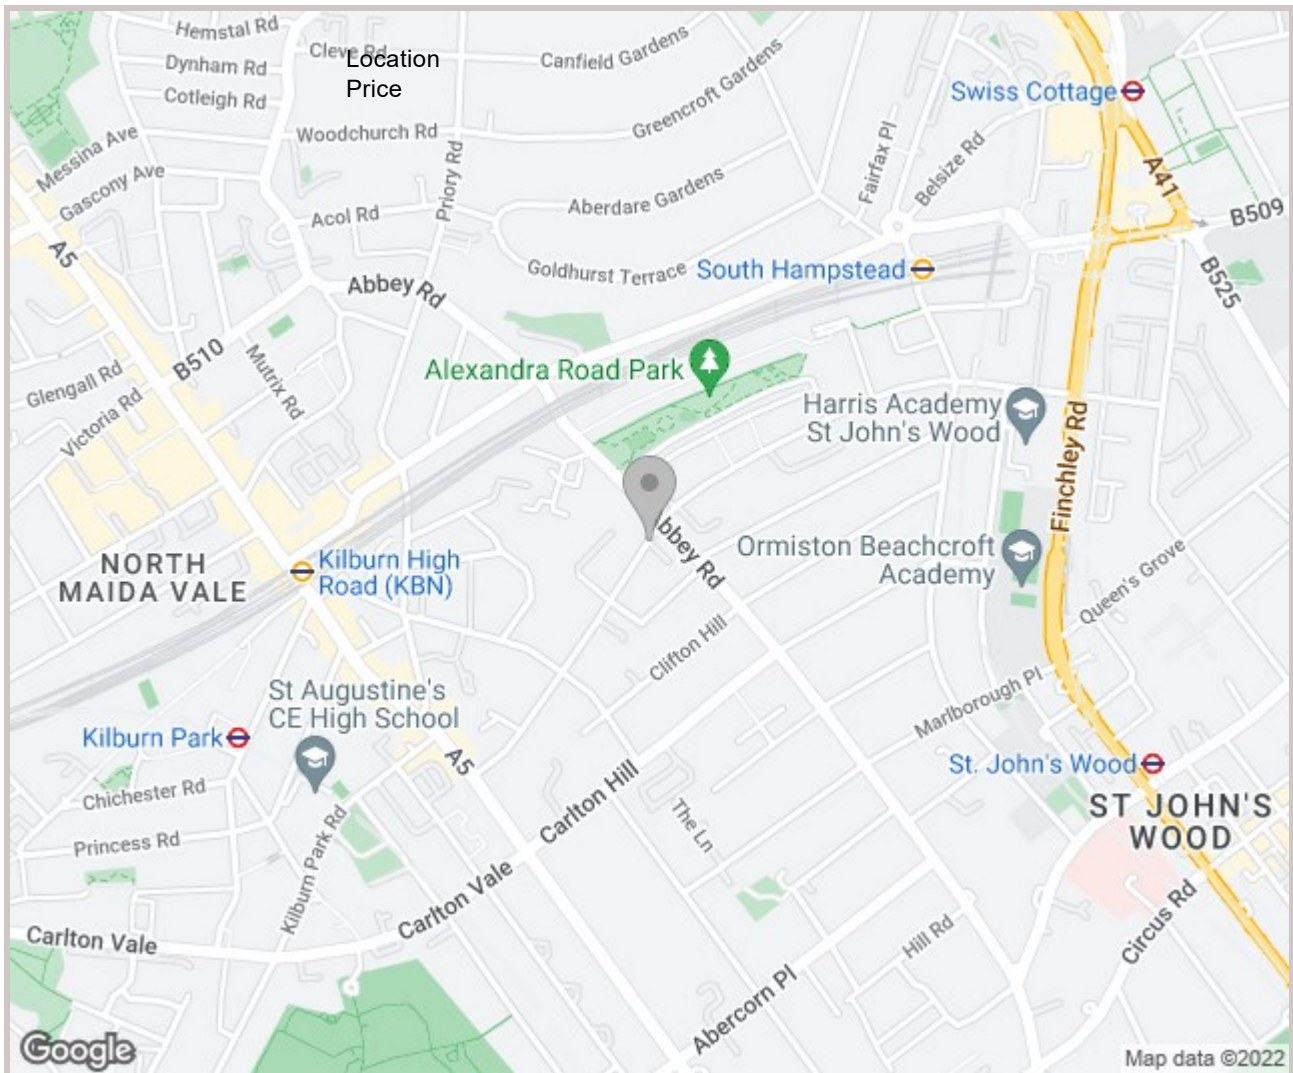 Hemstal Rd
Cleve Rd
Location
Price
Canfield Gardens
Dynham Rd
Cotleigh Rd
Greencroft Gardens
Swiss Cottage
Woodchurch Rd
Messina Ave
Gascony Ave
Priory Rd
Fairfax Pl
Belsize Rd
A41
Acol Rd
Aberdare Gardens
B509
A5
Goldhurst Terrace
South Hampstead
Abbey Rd
B525
B510
Mutrix Rd
Alexandra Road Park
Glengall Rd
Victoria Rd
Harris Academy
St John's Wood
Finchley Rd
Abbey Rd
NORTH
MAIDA VALE
Kilburn High
Road (KBN)
Ormiston Beachcroft
Academy
Queen's Grove
Clifton Hill
St Augustine's
CE High School
Marlborough Pl
Kilburn Park
A5
St. John's Wood
Chichester Rd
Carlton Hill
The Ln
ST JOHN'S
WOOD
Princess Rd
Kilburn Park Rd
Carlton Vale
Carlton Vale
Hill Rd
Circus Rd
Abercorn Pl
Google
Map data ©2022